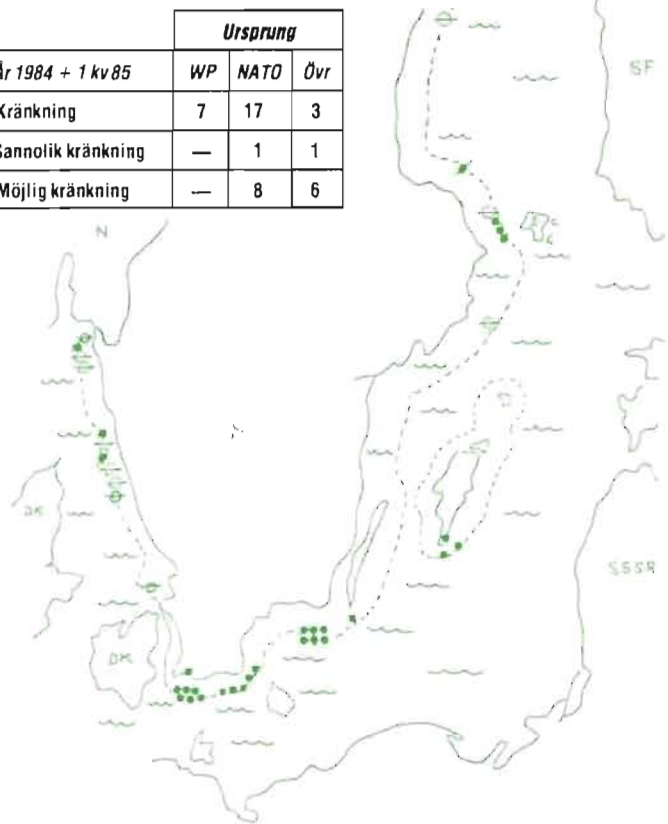 Ursprung
År 1984 + 1 kv 85 WP NATO Övr
Kränkning 7 17 3
Sannolik kränkning — 1 1
Möjlig kränkning — 8 6
SF
N
DK
SSSR
DK